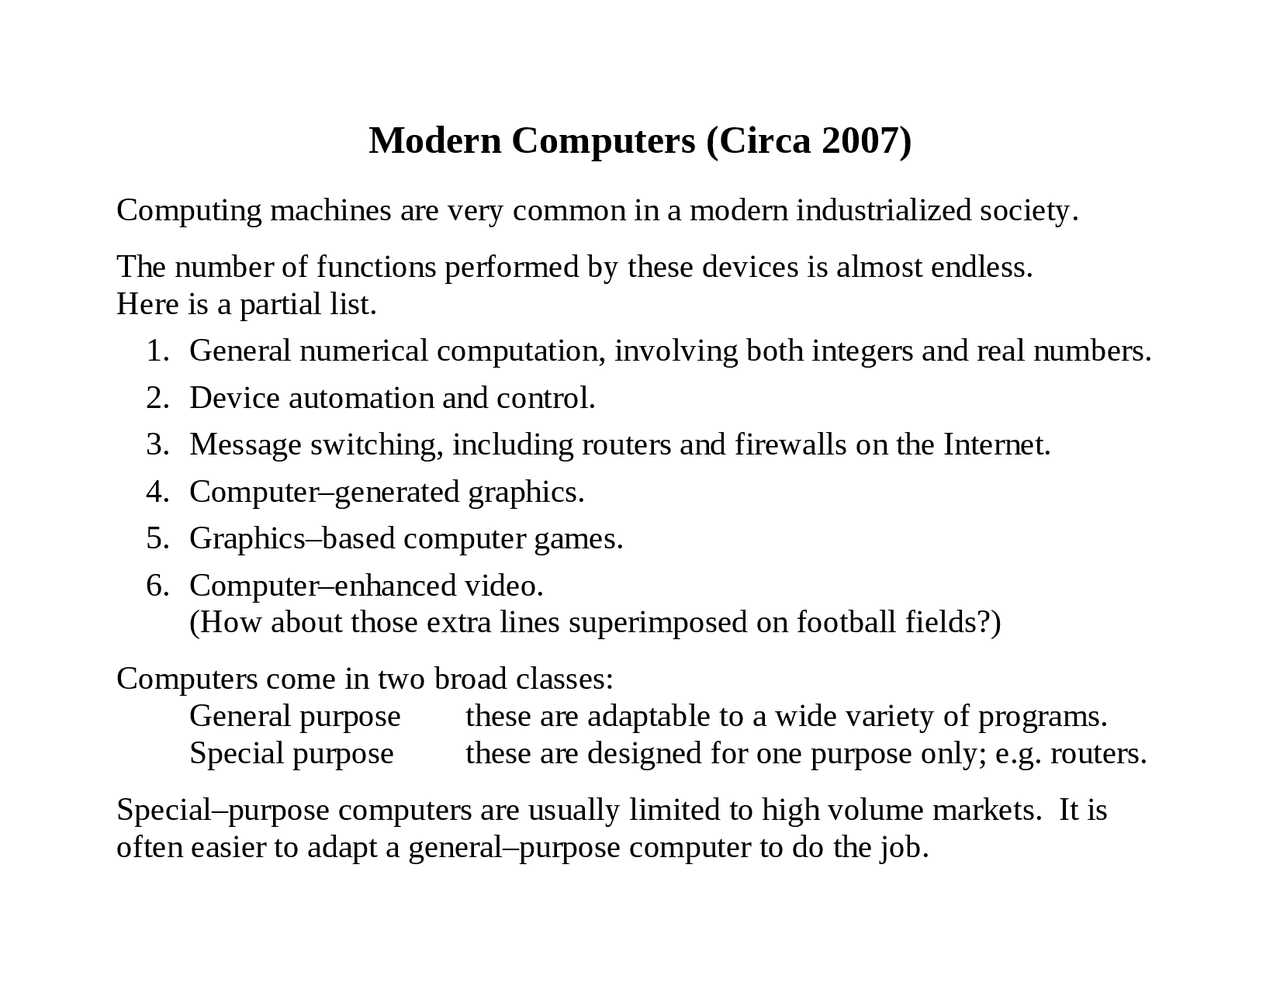 Modern Computers (Circa 2007)
Computing machines are very common in a modern industrialized society.
The number of functions performed by these devices is almost endless.
Here is a partial list.
1. General numerical computation, involving both integers and real numbers.
2. Device automation and control.
3. Message switching, including routers and firewalls on the Internet.
4. Computer–generated graphics.
5. Graphics–based computer games.
6. Computer–enhanced video.
(How about those extra lines superimposed on football fields?)
Computers come in two broad classes:
General purpose these are adaptable to a wide variety of programs.
Special purpose these are designed for one purpose only; e.g. routers.
Special–purpose computers are usually limited to high volume markets.  It is
often easier to adapt a general–purpose computer to do the job.